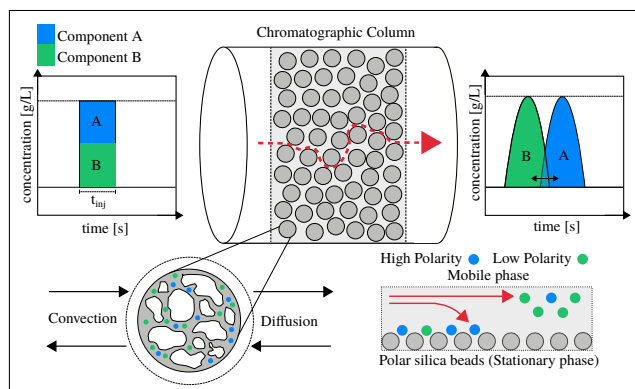 Component A
Component B
Chromatographic Column
concentration [g/L]
A
B
t_inj
time [s]
concentration [g/L]
B
A
time [s]
High Polarity
Low Polarity
Mobile phase
Convection
Diffusion
Polar silica beads (Stationary phase)